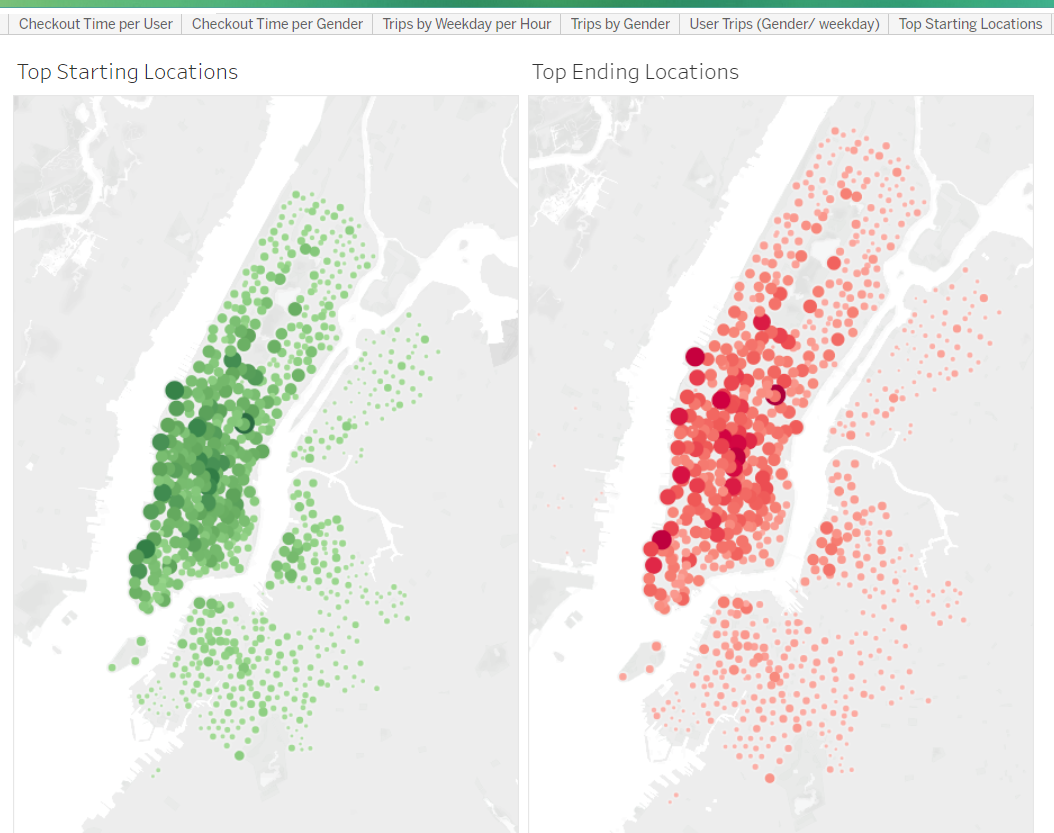 Checkout Time per User
Checkout Time per Gender
Trips by Weekday per Hour
Trips by Gender
User Trips (Gender/ weekday)
Top Starting Locations
Top Starting Locations
Top Ending Locations